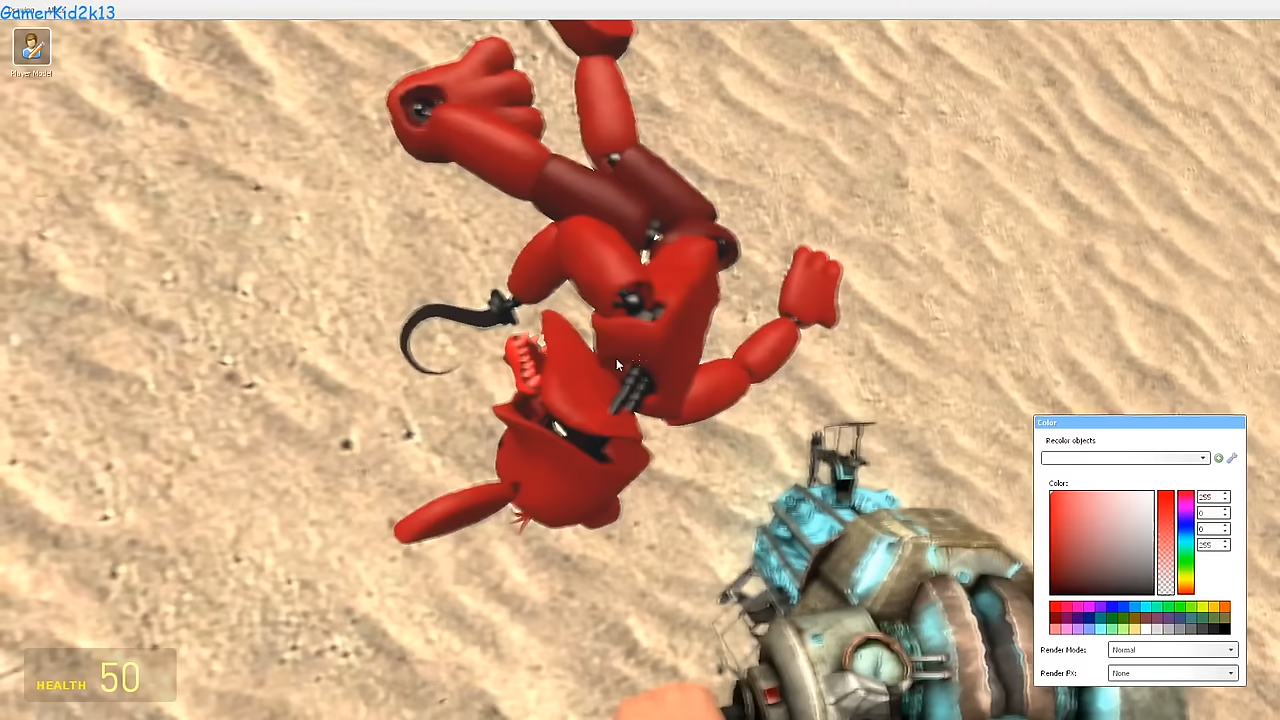 GamerKid2k13
Player Model
Color
Recolor objects
Color:
255
0
0
255
Render Mode:
Normal
Render FX:
None
HEALTH 50